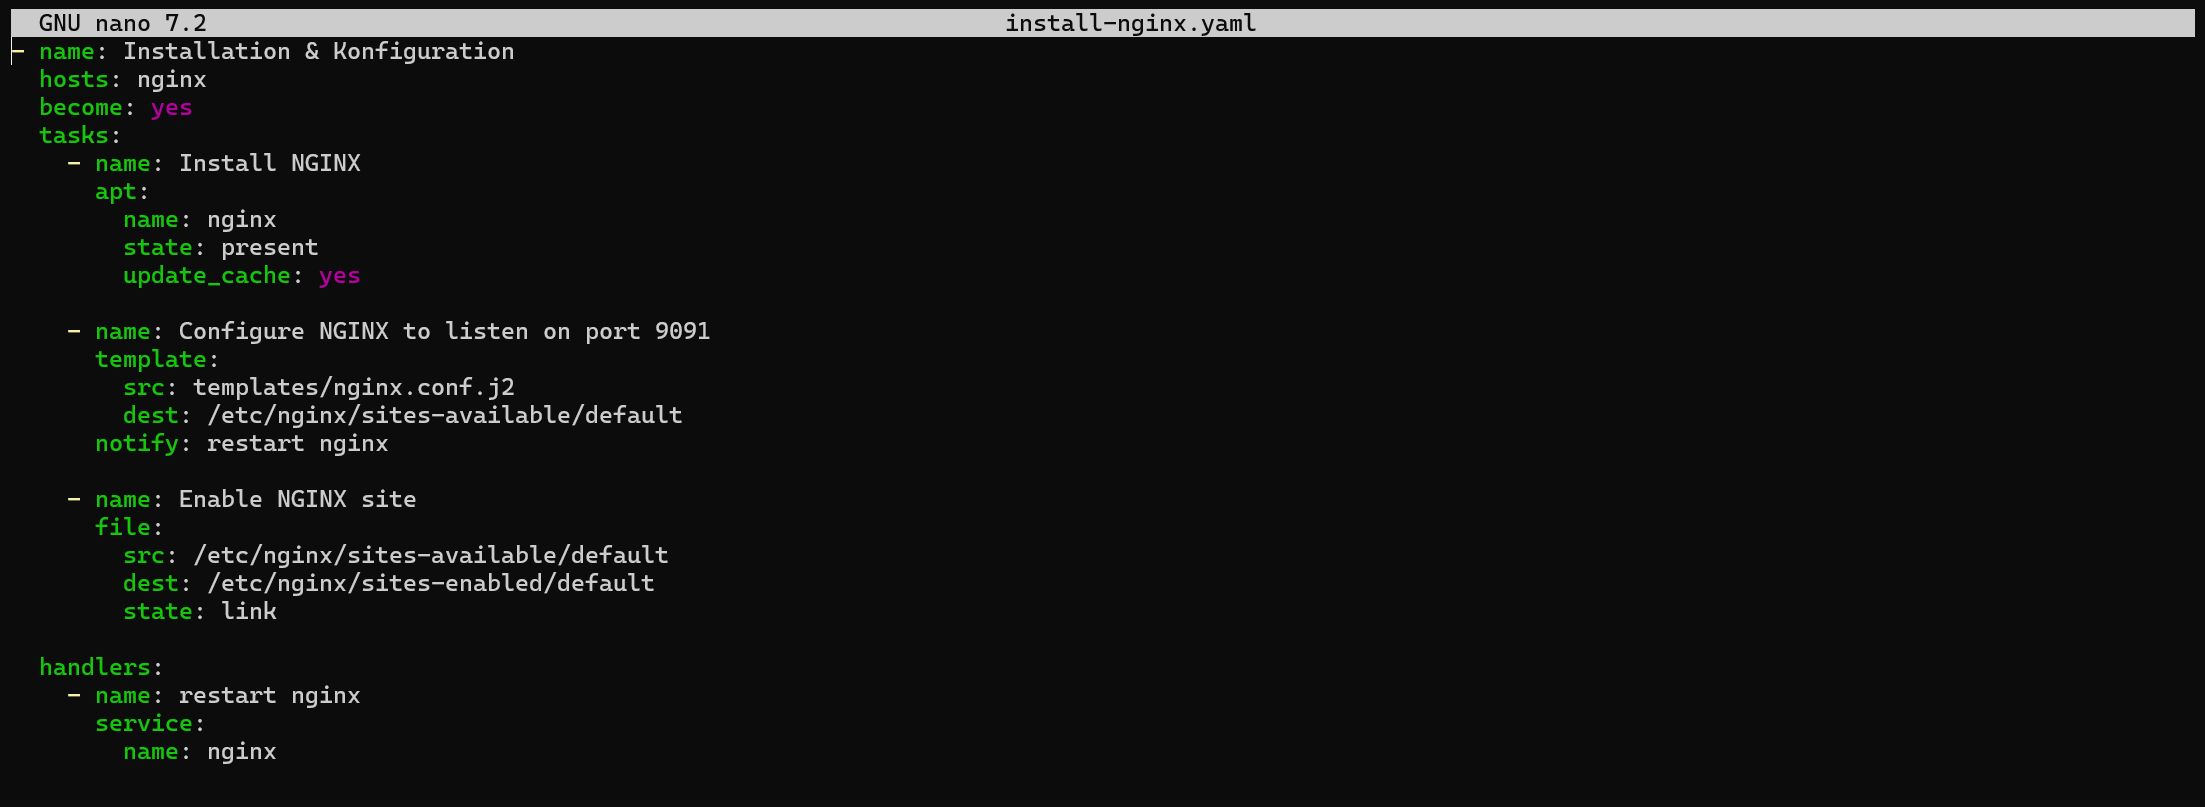 GNU nano 7.2 install-nginx.yaml
- name: Installation & Konfiguration
  hosts: nginx
  become: yes
  tasks:
    - name: Install NGINX
      apt:
        name: nginx
        state: present
        update_cache: yes

    - name: Configure NGINX to listen on port 9091
      template:
        src: templates/nginx.conf.j2
        dest: /etc/nginx/sites-available/default
      notify: restart nginx

    - name: Enable NGINX site
      file:
        src: /etc/nginx/sites-available/default
        dest: /etc/nginx/sites-enabled/default
        state: link

  handlers:
    - name: restart nginx
      service:
        name: nginx